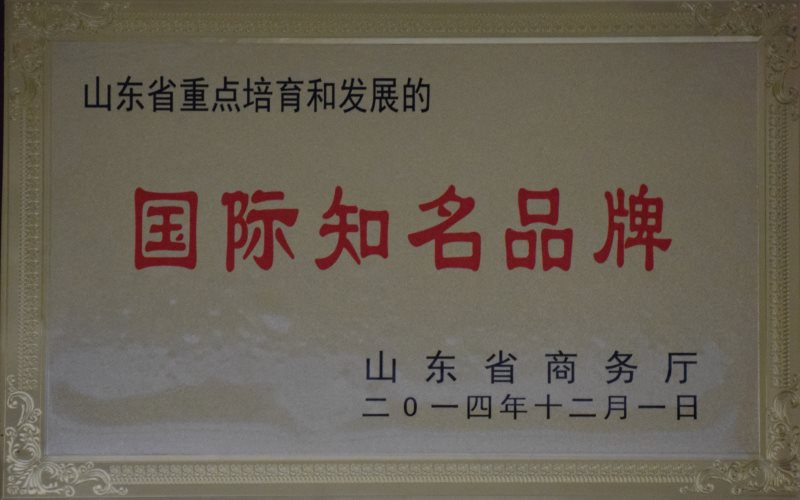 山东省重点培育和发展的
国际知名品牌
山东省商务厅
二０一四年十二月一日